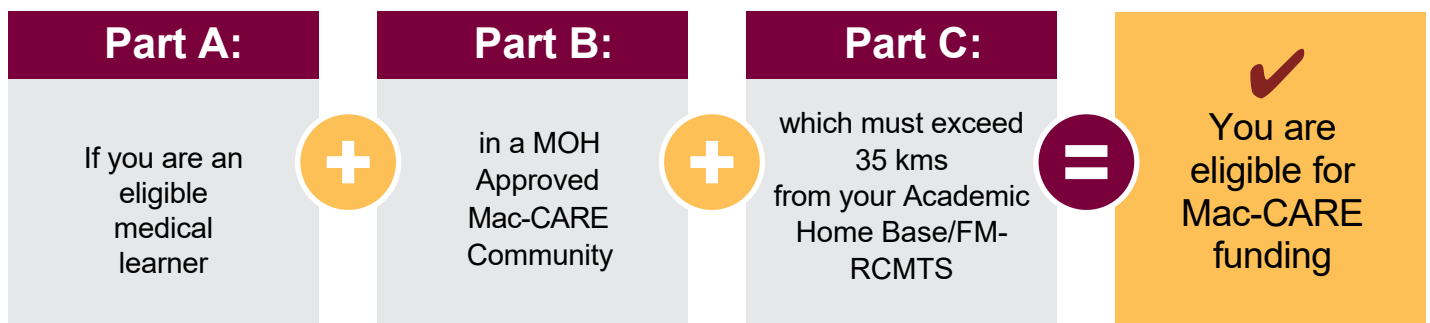 Part A:
If you are an
eligible
medical
learner
+
Part B:
in a MOH
Approved
Mac-CARE
Community
+
Part C:
which must exceed
35 kms
from your Academic
Home Base/FM-
RCMTS
=
✔
You are
eligible for
Mac-CARE
funding